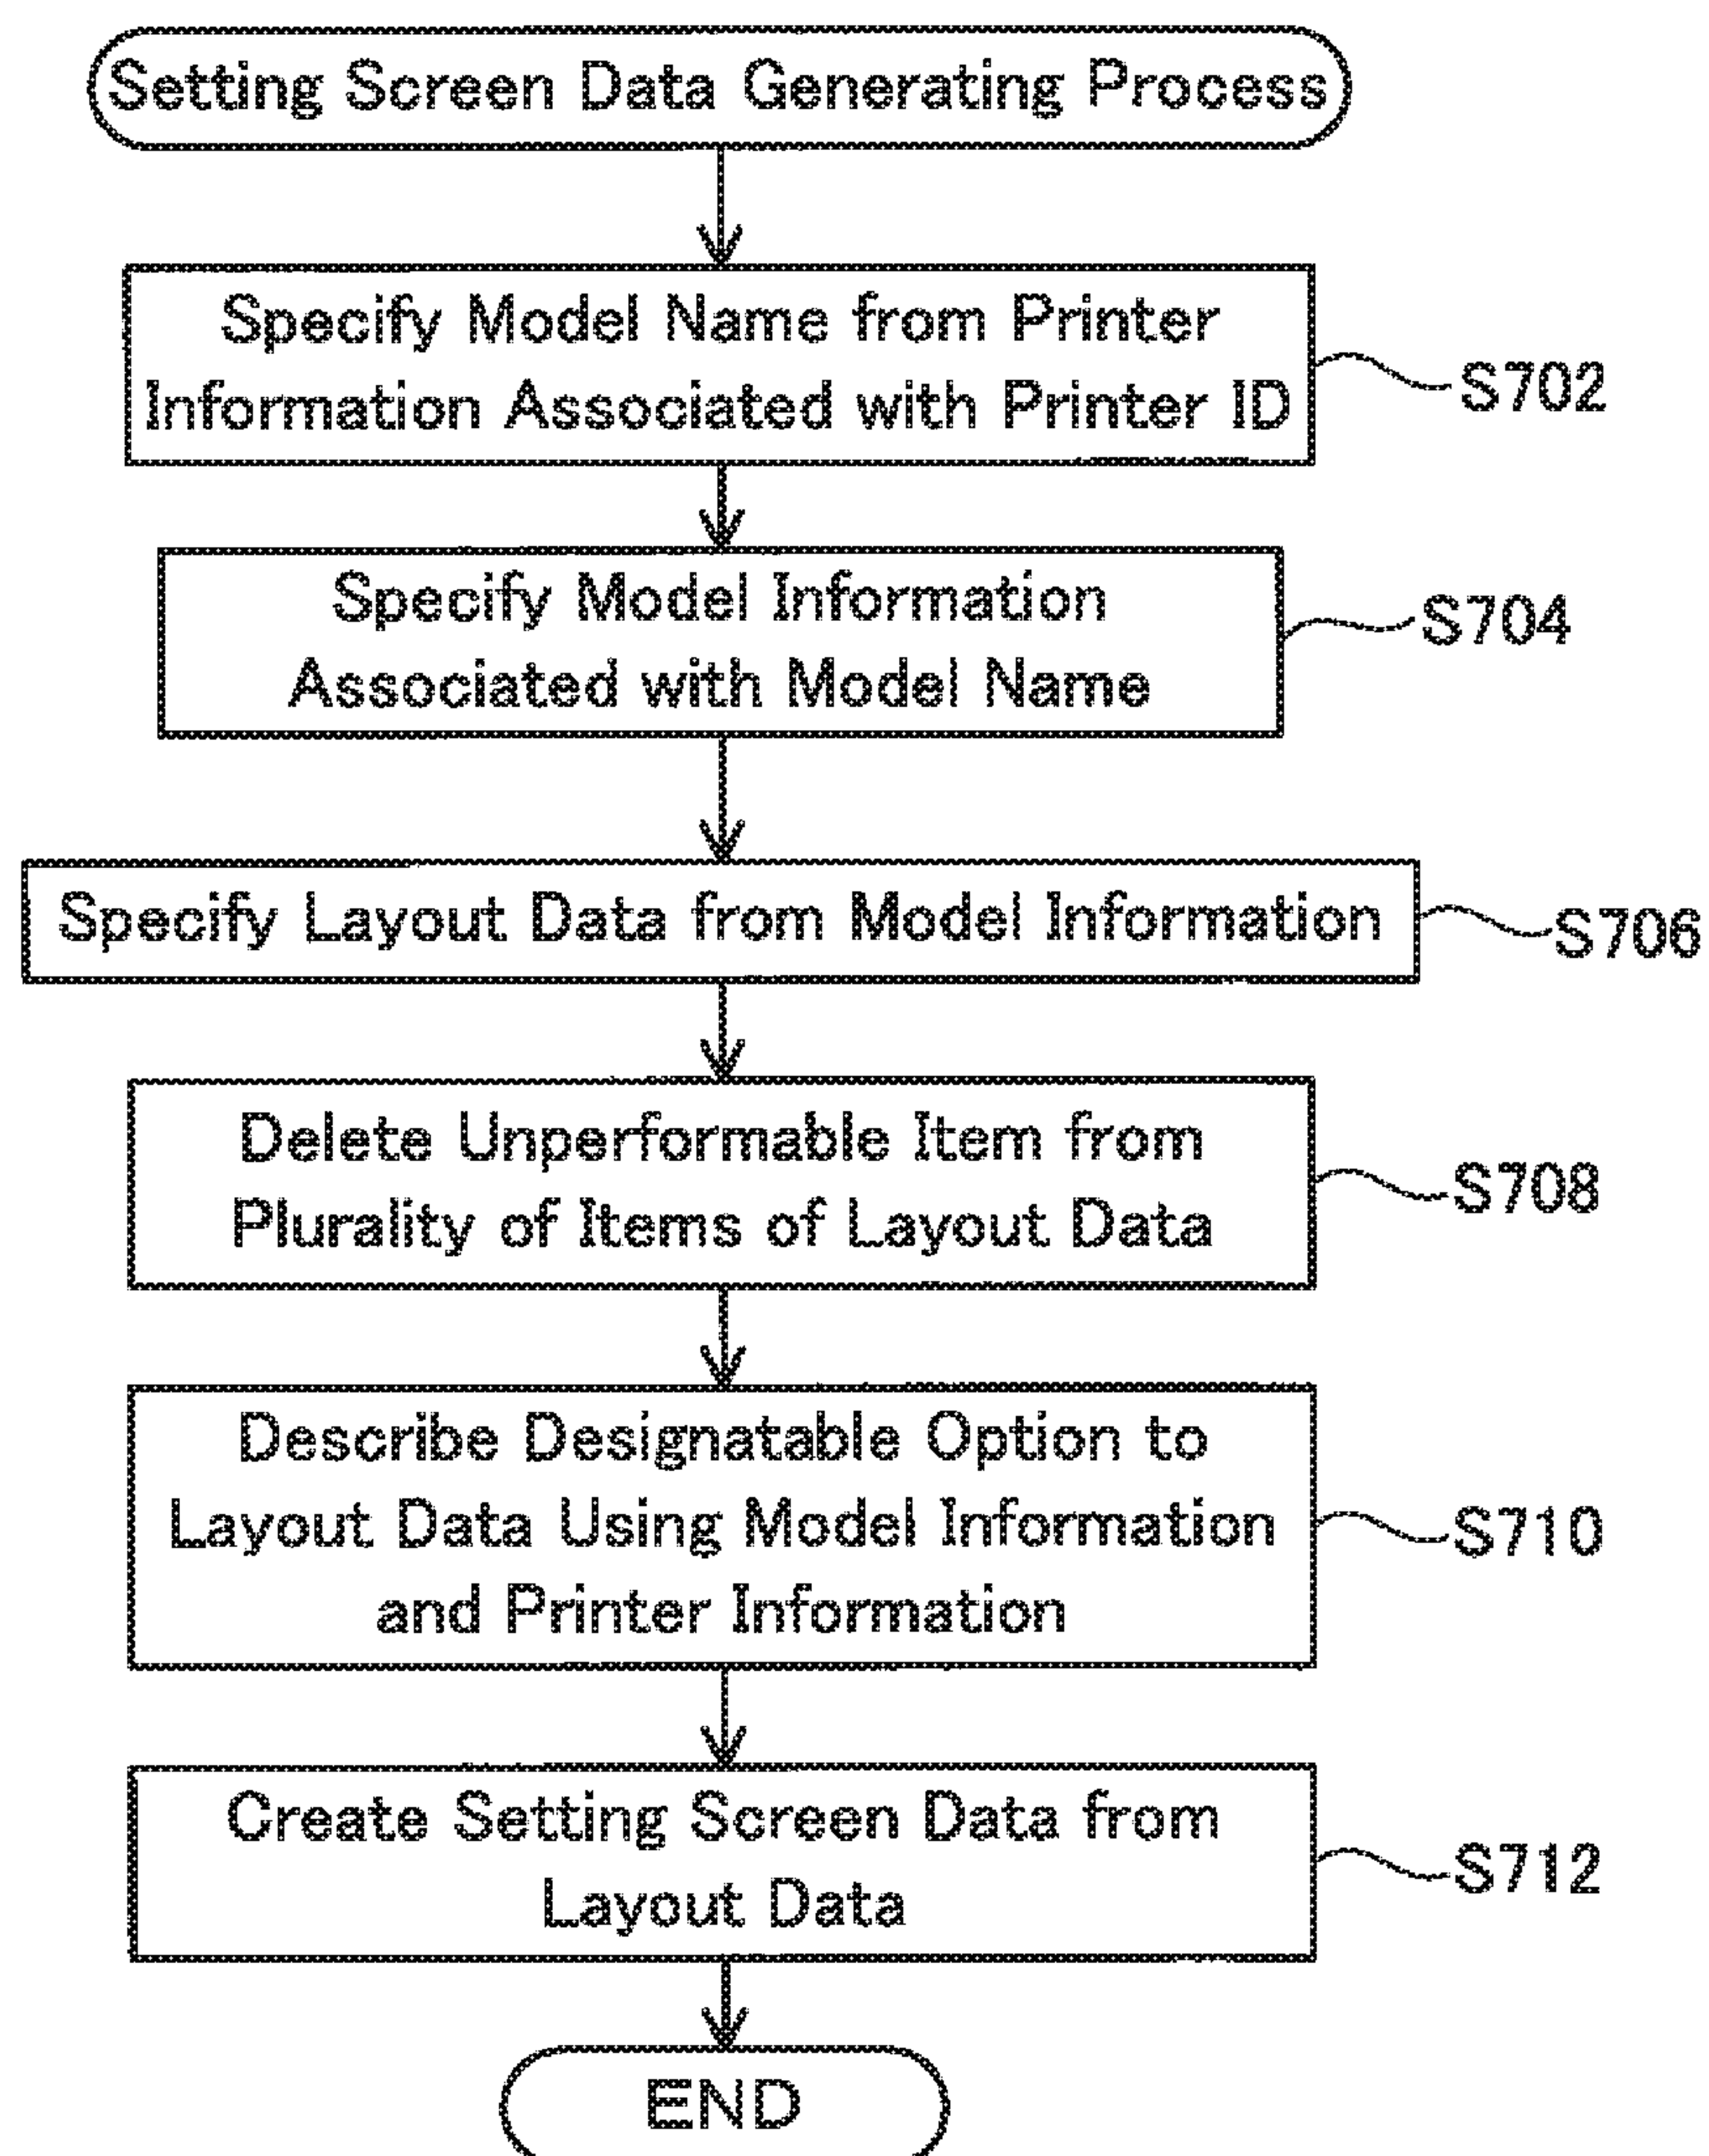 Setting Screen Data Generating Process
Specify Model Name from Printer
Information Associated with Printer ID
S702
Specify Model Information
Associated with Model Name
S704
Specify Layout Data from Model Information
S706
Delete Unperformable Item from
Plurality of Items of Layout Data
S708
Describe Designatable Option to
Layout Data Using Model Information
and Printer Information
S710
Create Setting Screen Data from
Layout Data
S712
END